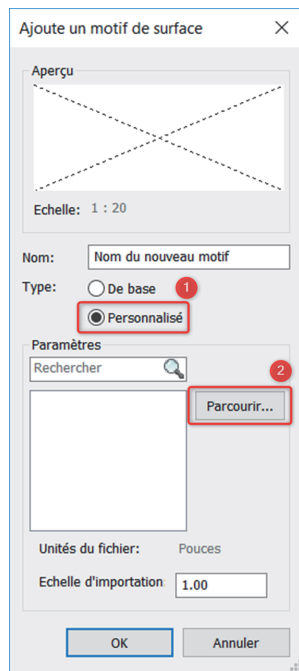 Ajoute un motif de surface
Aperçu
Echelle: 1 : 20
Nom: Nom du nouveau motif
Type: De base 1
Personnalisé
Paramètres
Rechercher 2
Parcourir...
Unités du fichier: Pouces
Echelle d'importation: 1.00
OK Annuler